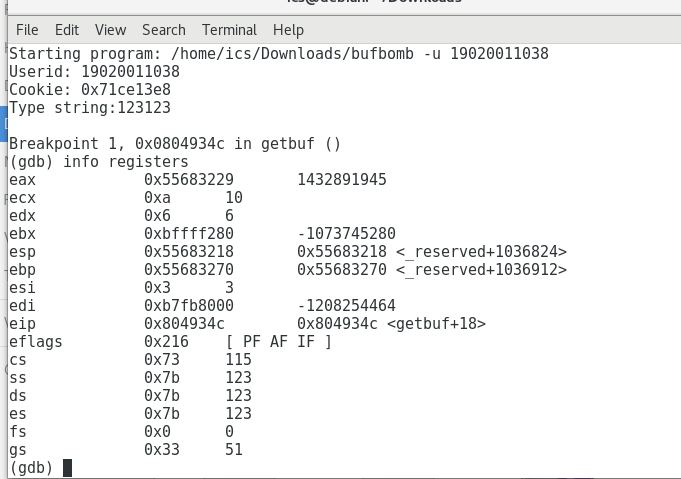 File Edit View Search Terminal Help
Starting program: /home/ics/Downloads/bufbomb -u 19020011038
Userid: 19020011038
Cookie: 0x71ce13e8
Type string:123123
Breakpoint 1, 0x0804934c in getbuf ()
(gdb) info registers
eax 0x55683229 1432891945
ecx 0xa 10
edx 0x6 6
ebx 0xbffff280 -1073745280
esp 0x55683218 0x55683218 <_reserved+1036824>
ebp 0x55683270 0x55683270 <_reserved+1036912>
esi 0x3 3
edi 0xb7fb8000 -1208254464
eip 0x804934c 0x804934c <getbuf+18>
eflags 0x216 [ PF AF IF ]
cs 0x73 115
ss 0x7b 123
ds 0x7b 123
es 0x7b 123
fs 0x0 0
gs 0x33 51
(gdb)